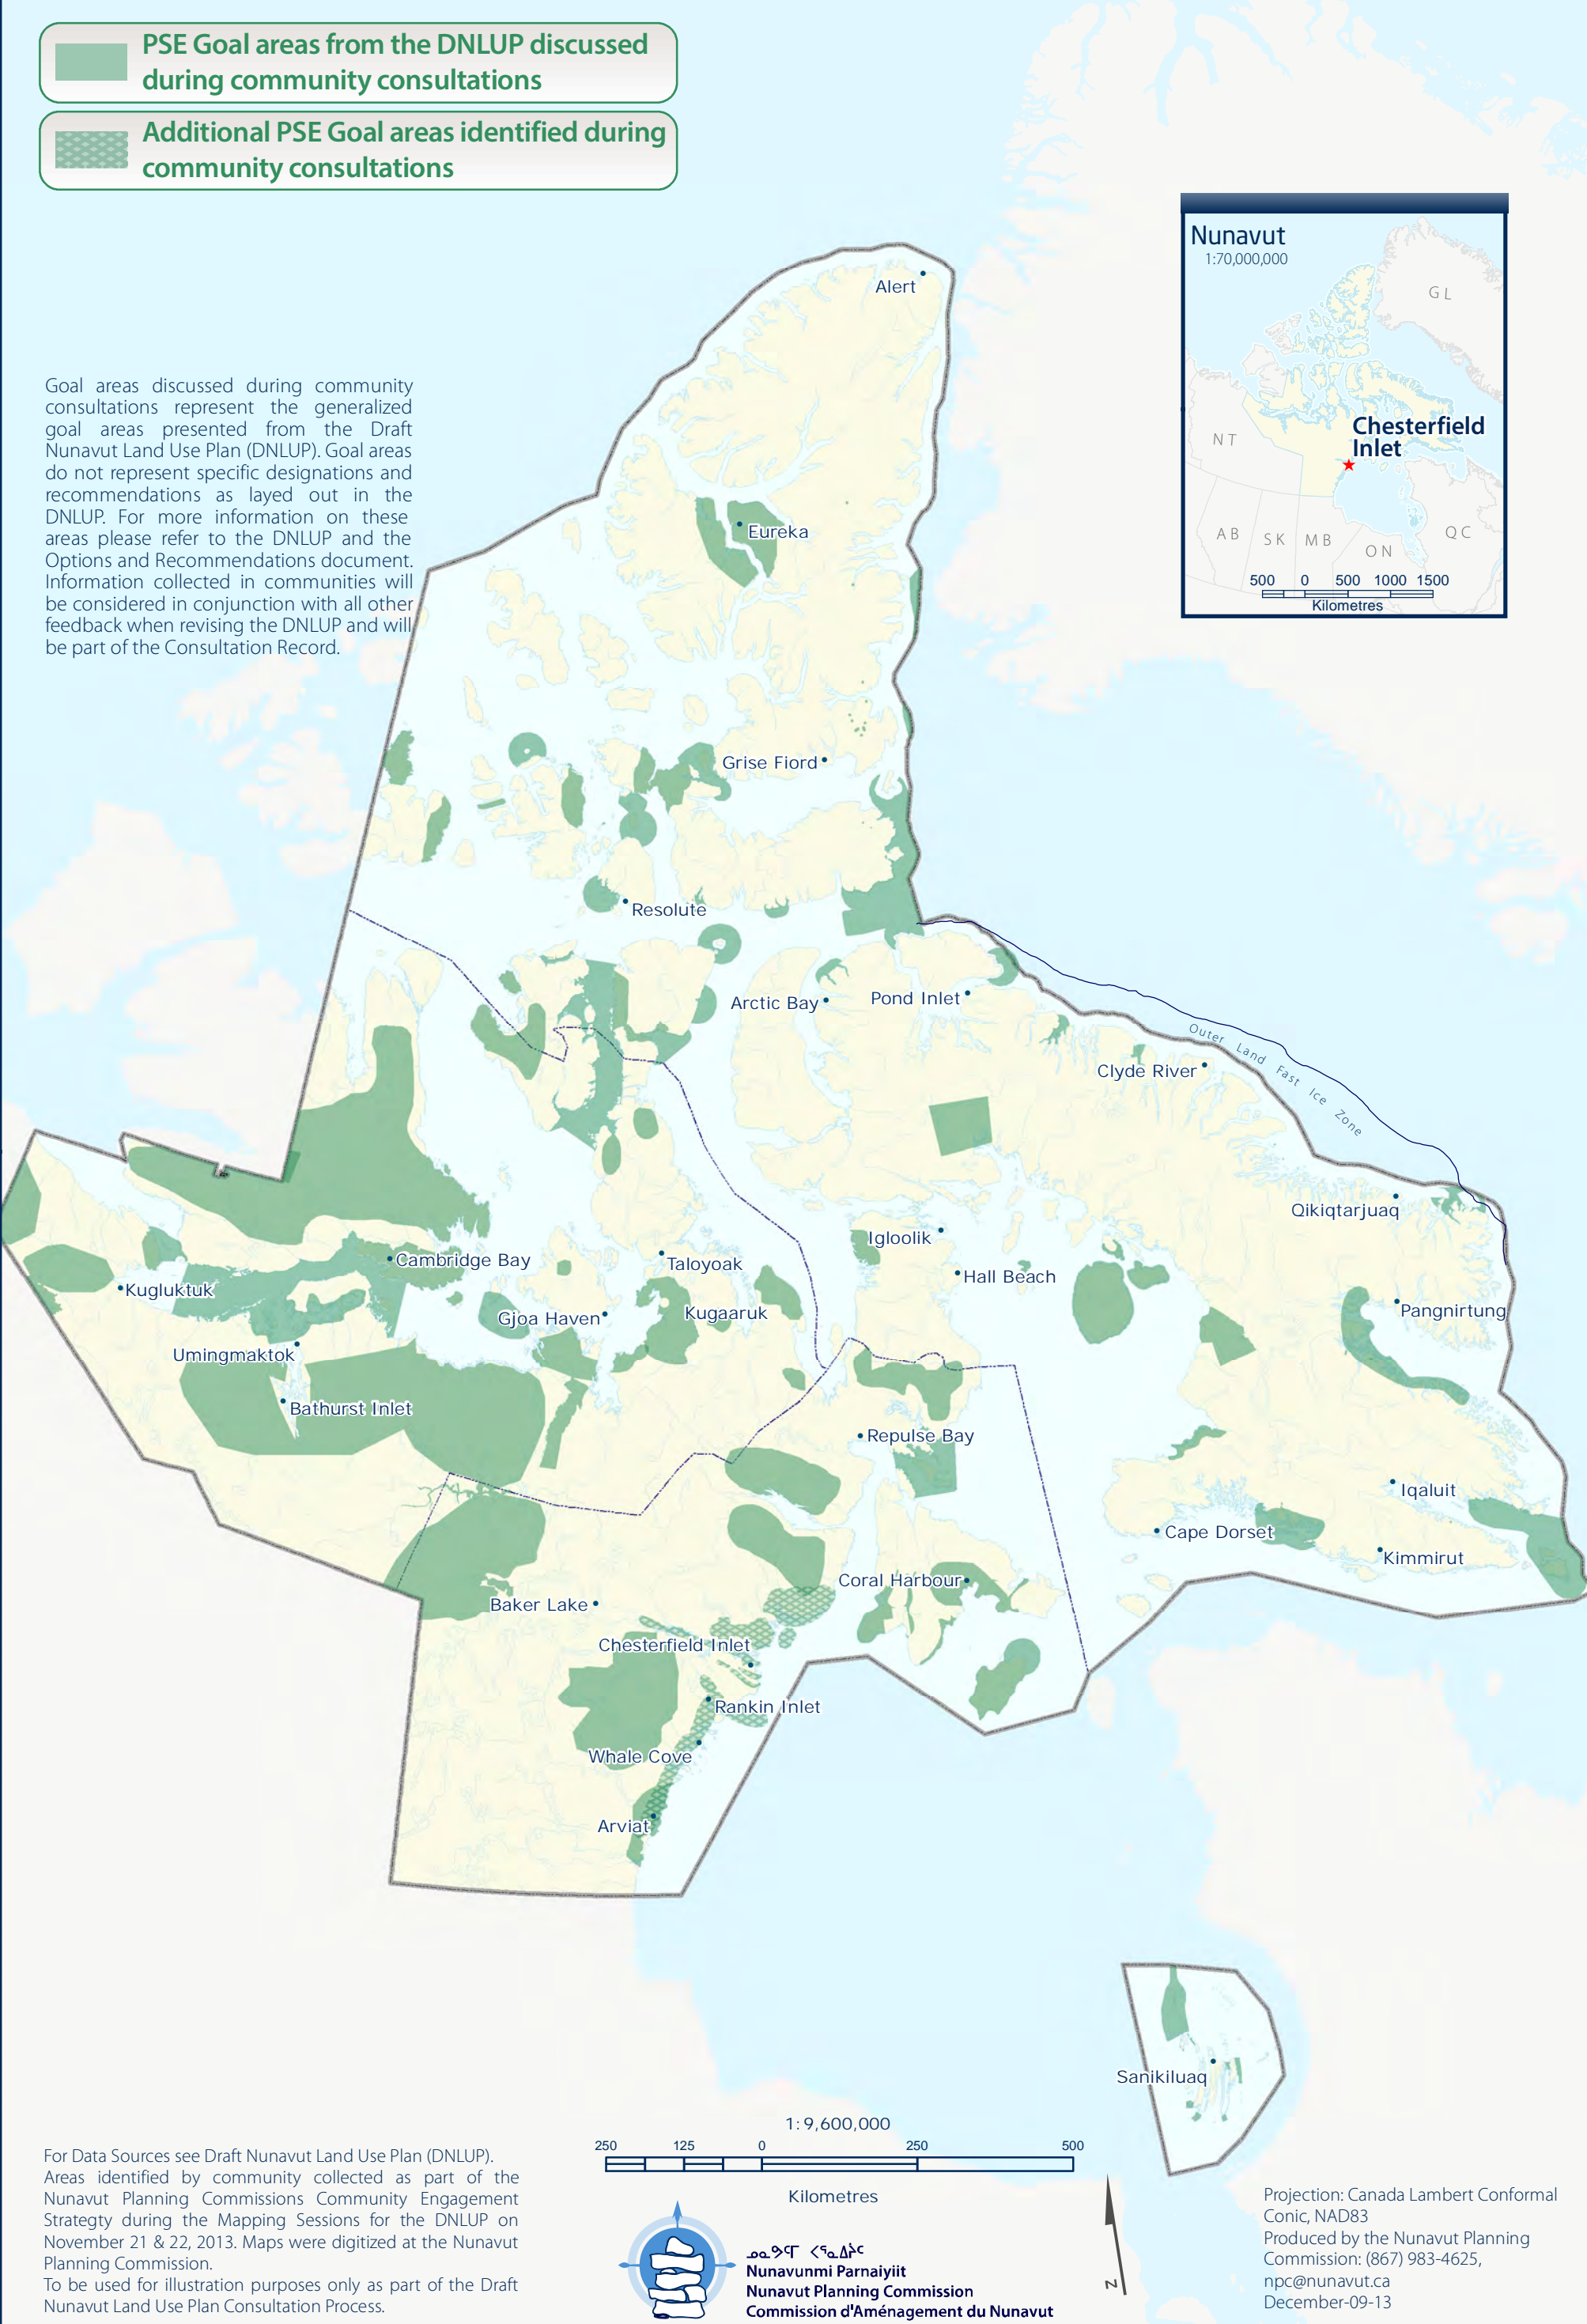 PSE Goal areas from the DNLUP discussed
during community consultations
Additional PSE Goal areas identified during
community consultations
Nunavut
1:70,000,000
GL
NT
Chesterfield
Inlet
AB
SK
MB
ON
QC
500 0 500 1000 1500
Kilometres
Goal areas discussed during community
consultations represent the generalized
goal areas presented from the Draft
Nunavut Land Use Plan (DNLUP). Goal areas
do not represent specific designations and
recommendations as layed out in the
DNLUP. For more information on these
areas please refer to the DNLUP and the
Options and Recommendations document.
Information collected in communities will
be considered in conjunction with all other
feedback when revising the DNLUP and will
be part of the Consultation Record.
Alert
Eureka
Grise Fiord
Resolute
Arctic Bay
Pond Inlet
Outer Land Fast Ice Zone
Clyde River
Qikiqtarjuaq
Igloolik
Cambridge Bay
Taloyoak
Hall Beach
Kugluktuk
Gjoa Haven
Kugaaruk
Pangnirtung
Umingmaktok
Bathurst Inlet
Repulse Bay
Iqaluit
Cape Dorset
Kimmirut
Coral Harbour
Baker Lake
Chesterfield Inlet
Rankin Inlet
Whale Cove
Arviat
Sanikiluaq
1:9,600,000
250 125 0 250 500
Kilometres
For Data Sources see Draft Nunavut Land Use Plan (DNLUP).
Areas identified by community collected as part of the
Nunavut Planning Commissions Community Engagement
Strategty during the Mapping Sessions for the DNLUP on
November 21 & 22, 2013. Maps were digitized at the Nunavut
Planning Commission.
To be used for illustration purposes only as part of the Draft
Nunavut Land Use Plan Consultation Process.
ᓄᓇᕗᒻᒥ ᐸᕐᓇᐃᔩᑦ
Nunavunmi Parnaiyiit
Nunavut Planning Commission
Commission d'Aménagement du Nunavut
N
Projection: Canada Lambert Conformal
Conic, NAD83
Produced by the Nunavut Planning
Commission: (867) 983-4625,
npc@nunavut.ca
December-09-13